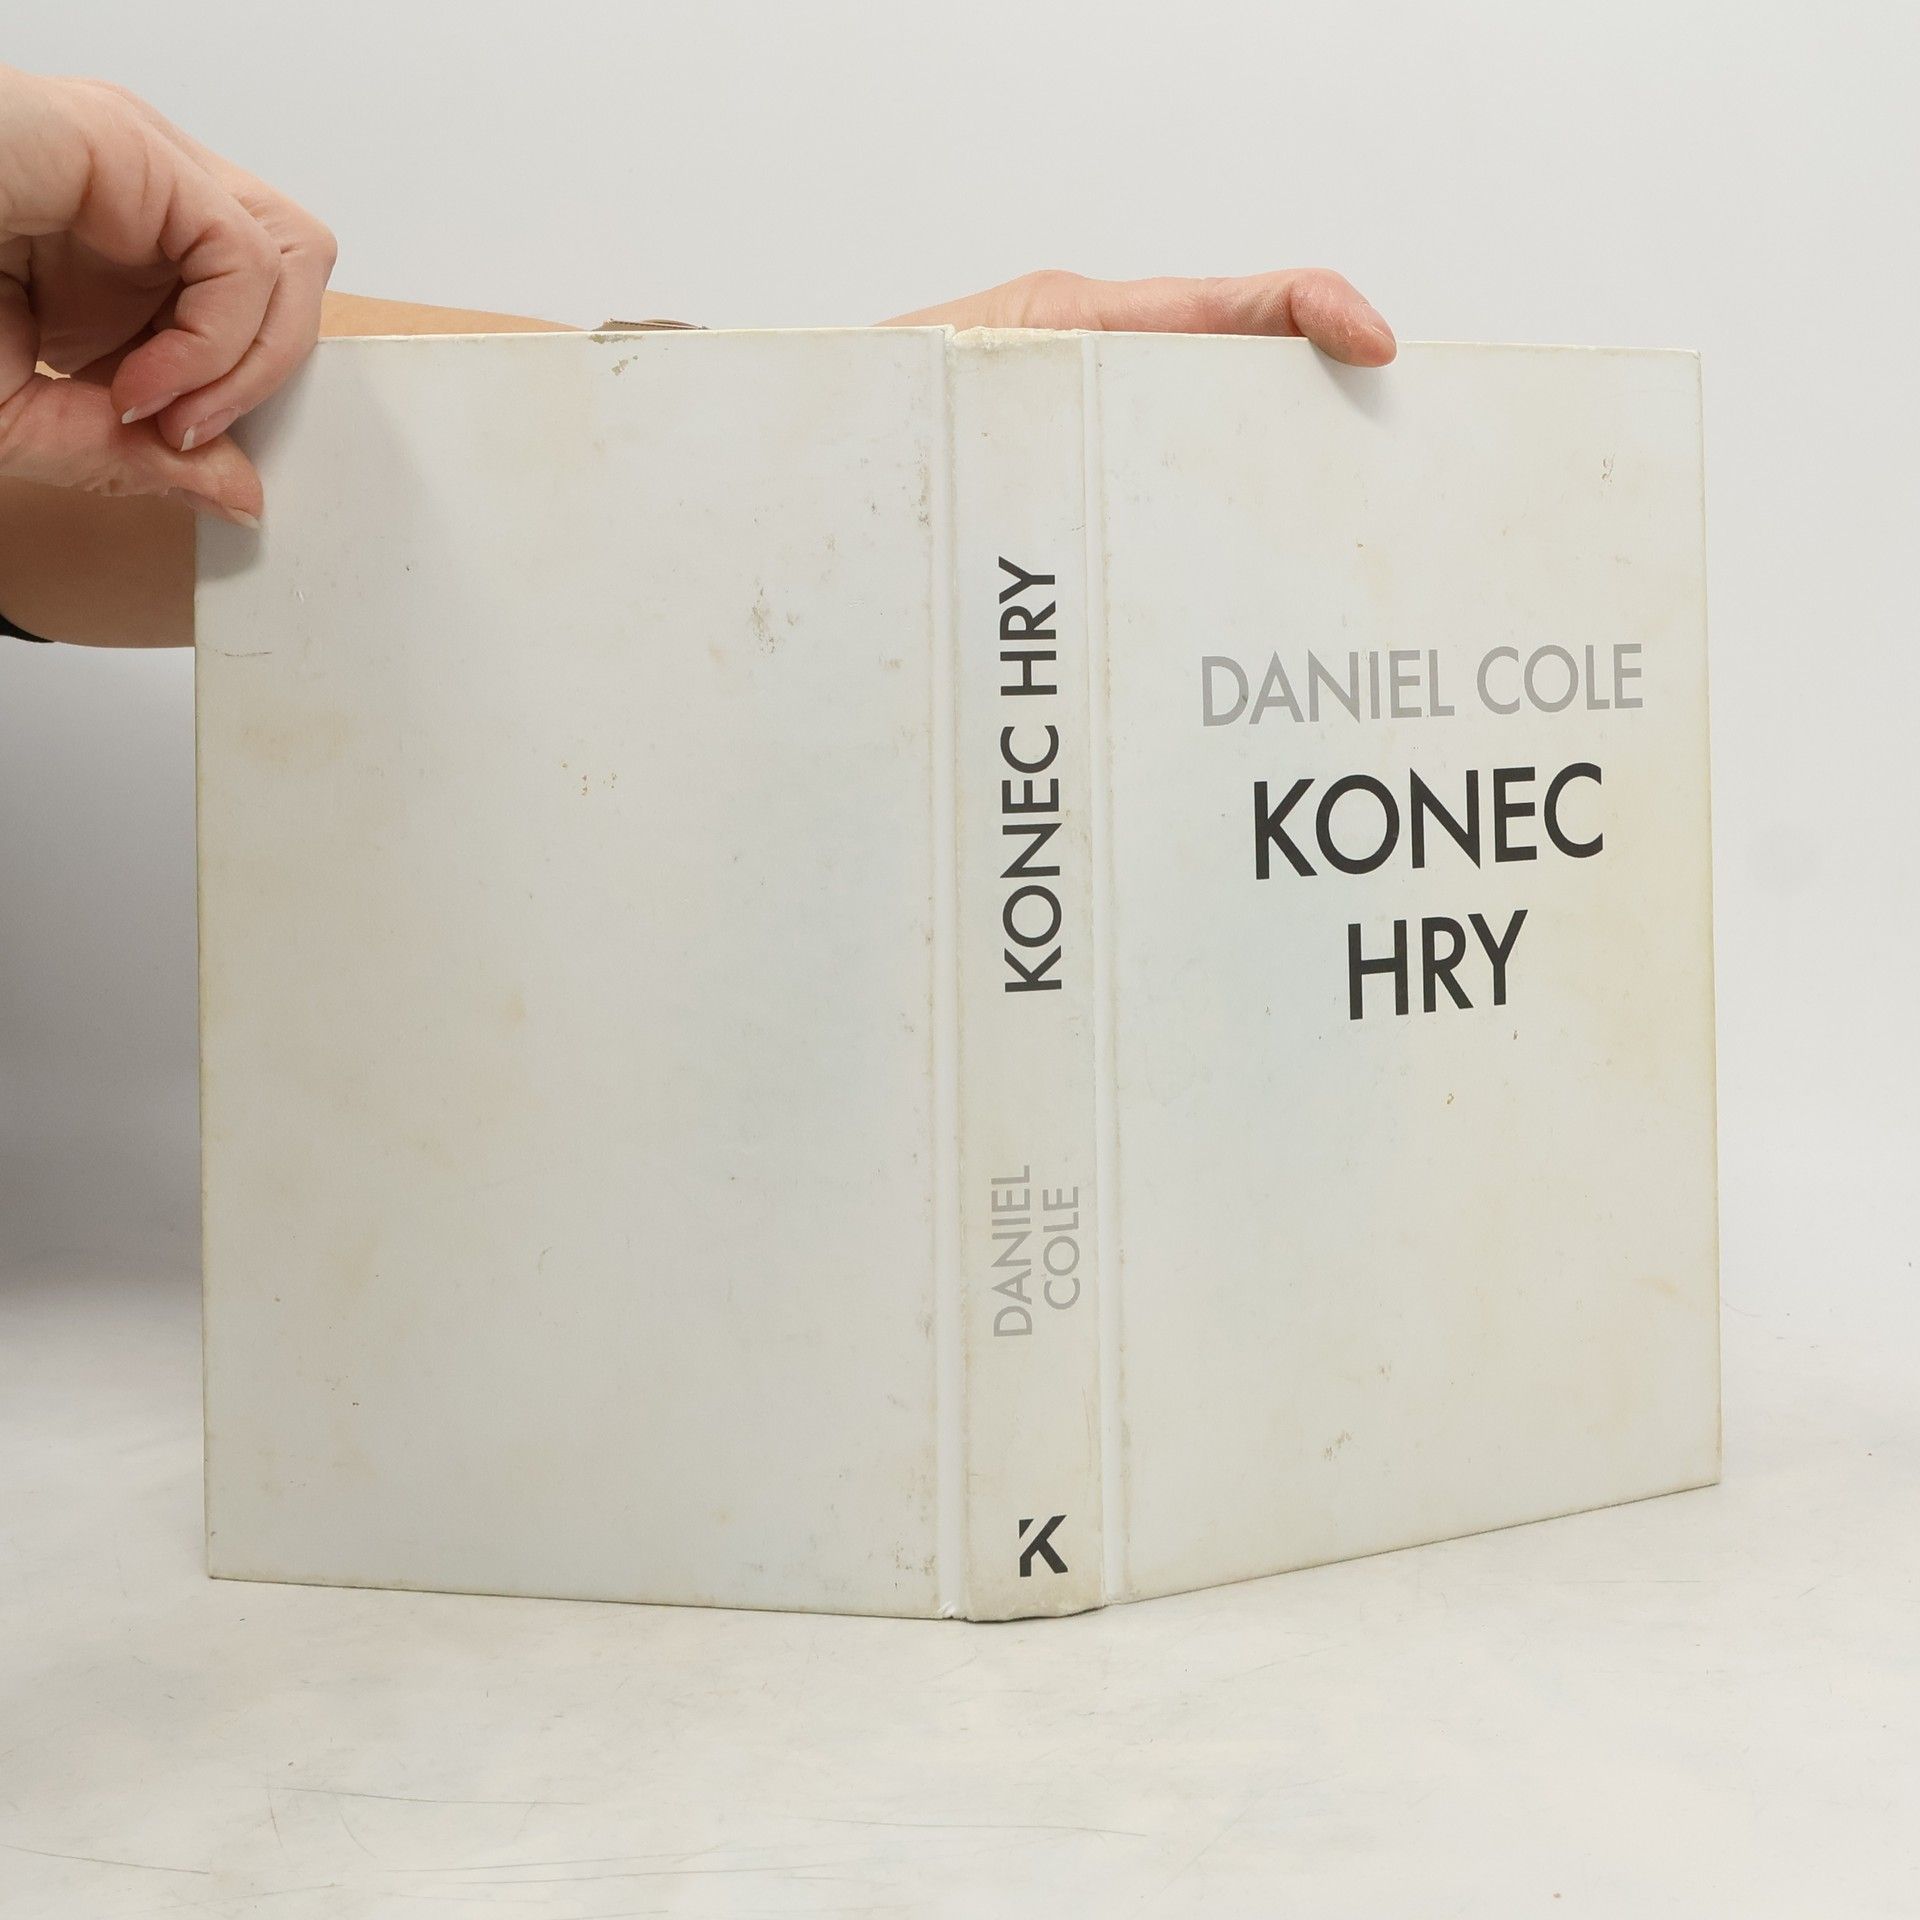 KONEC HRY
DANIEL
COLE
K
DANIEL COLE
KONEC
HRY